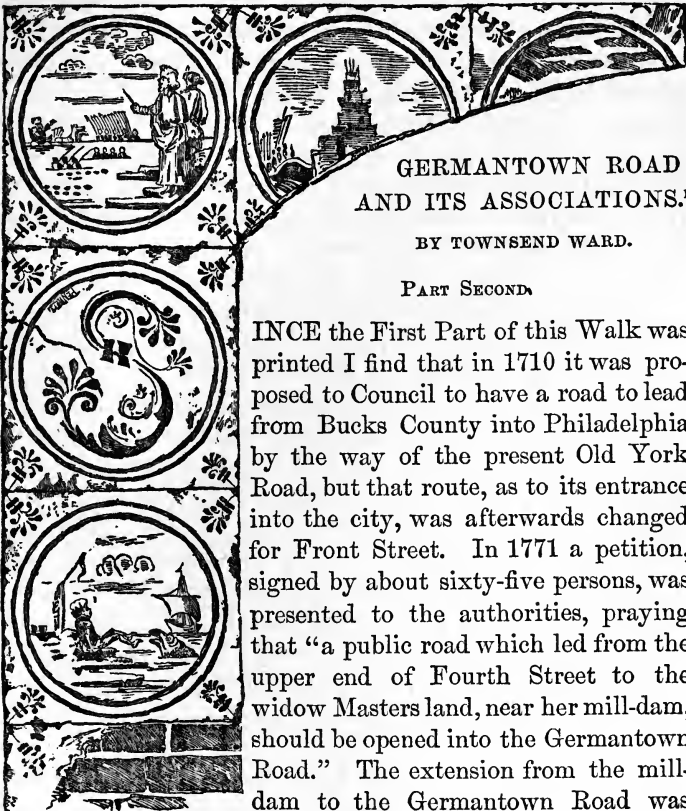 GERMANTOWN ROAD
AND ITS ASSOCIATIONS.¹
BY TOWNSEND WARD.
PART SECOND.
SINCE the First Part of this Walk was
printed I find that in 1710 it was pro-
posed to Council to have a road to lead
from Bucks County into Philadelphia
by the way of the present Old York
Road, but that route, as to its entrance
into the city, was afterwards changed
for Front Street. In 1771 a petition,
signed by about sixty-five persons, was
presented to the authorities, praying
that “a public road which led from the
upper end of Fourth Street to the
widow Masters land, near her mill-dam,
should be opened into the Germantown
Road.” The extension from the mill-
dam to the Germantown Road was